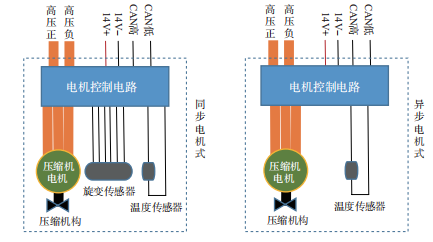 高压正 高压负 14V+ 14V- CAN高 CAN低
电机控制电路
压缩机
电机
旋变传感器
温度传感器
压缩机构
同步电机式
高压正 高压负 14V+ 14V- CAN高 CAN低
电机控制电路
压缩机
电机
温度传感器
压缩机构
异步电机式